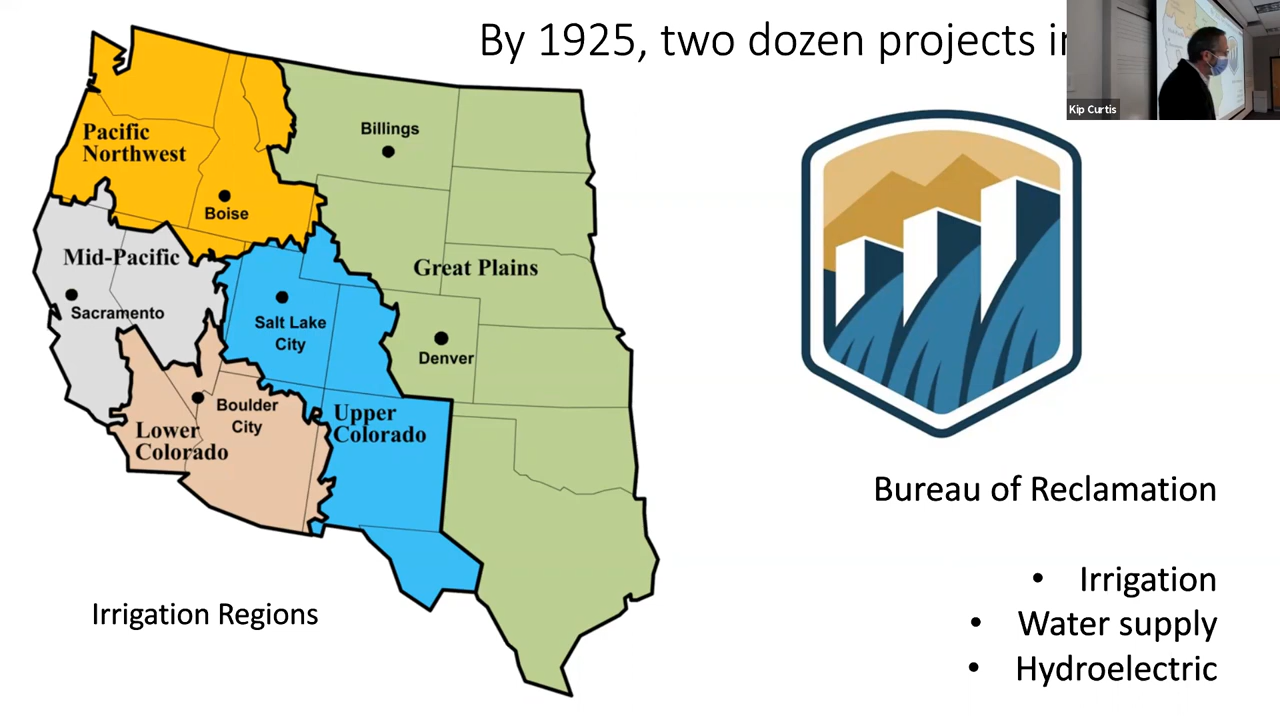 By 1925, two dozen projects
Kip Curtis
Pacific
Northwest
Billings
Boise
Mid-Pacific
Great Plains
Sacramento
Salt Lake
City
Denver
Boulder
City
Upper
Colorado
Lower
Colorado
Irrigation Regions
Bureau of Reclamation
• Irrigation
• Water supply
• Hydroelectric